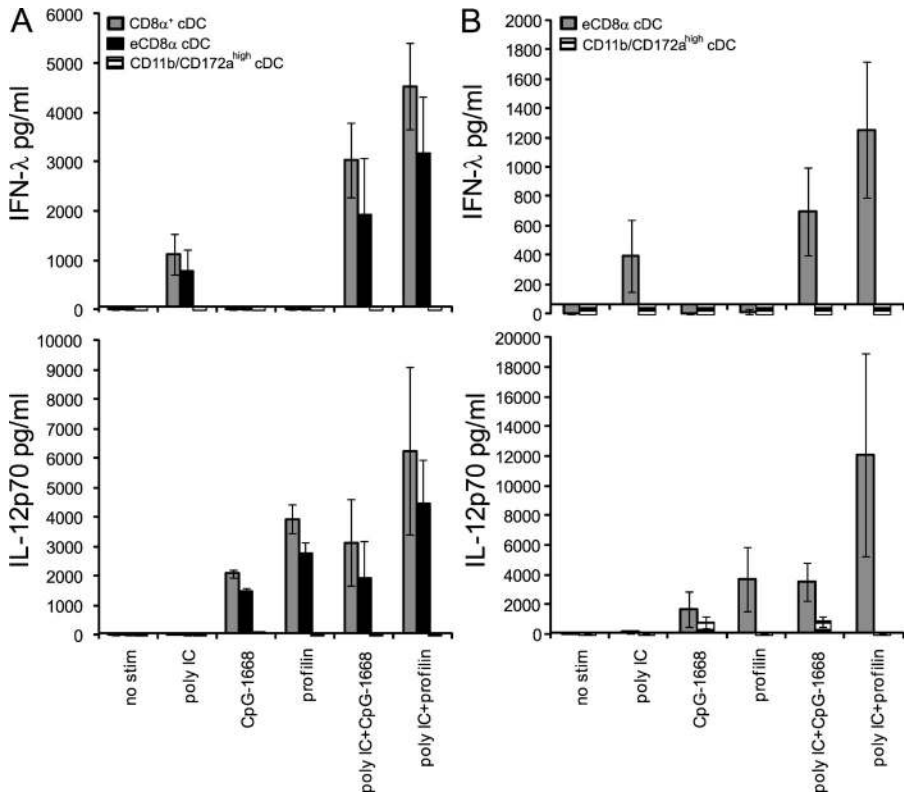 A
CD8α⁺ cDC
eCD8α cDC
CD11b/CD172a^high cDC
IFN-λ pg/ml
6000
5000
4000
3000
2000
1000
0
IL-12p70 pg/ml
10000
9000
8000
7000
6000
5000
4000
3000
2000
1000
0
no stim
poly IC
CpG-1668
profilin
poly IC+CpG-1668
poly IC+profilin
B
eCD8α cDC
CD11b/CD172a^high cDC
IFN-λ pg/ml
2000
1800
1600
1400
1200
1000
800
600
400
200
0
IL-12p70 pg/ml
20000
18000
16000
14000
12000
10000
8000
6000
4000
2000
0
no stim
poly IC
CpG-1668
profilin
poly IC+CpG-1668
poly IC+profilin